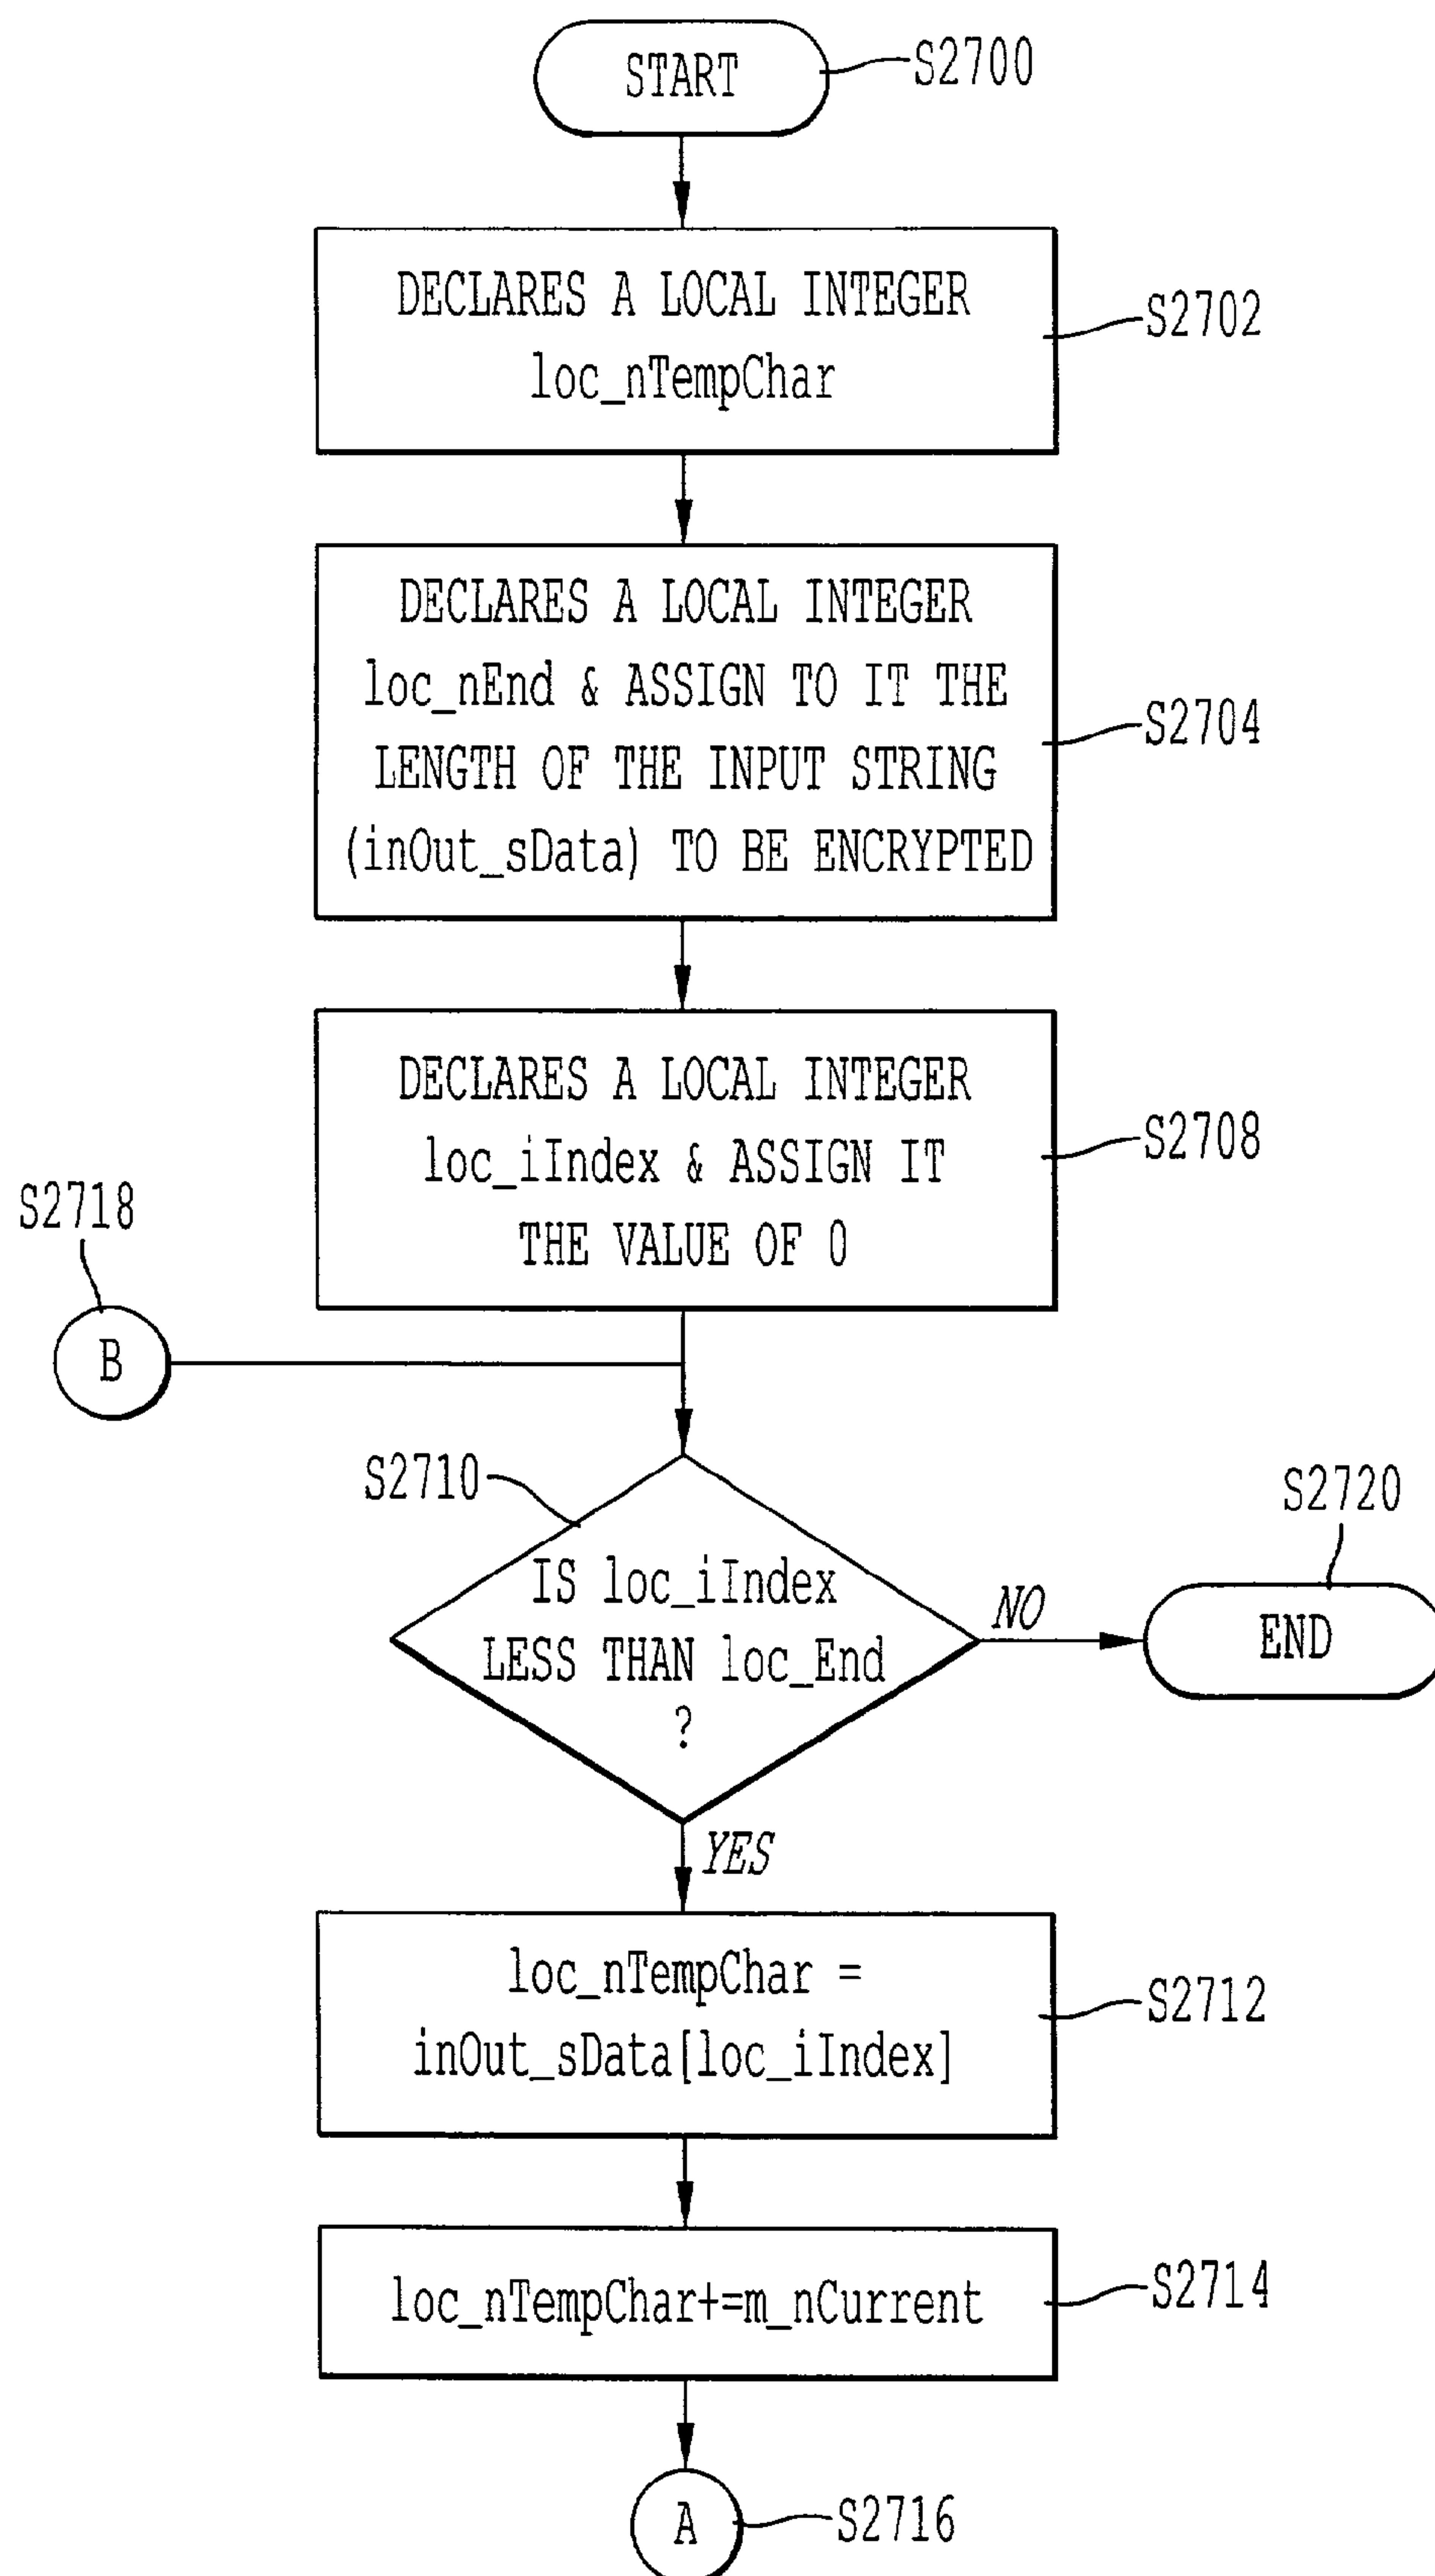 START
S2700
DECLARES A LOCAL INTEGER
loc_nTempChar
S2702
DECLARES A LOCAL INTEGER
loc_nEnd & ASSIGN TO IT THE
LENGTH OF THE INPUT STRING
(inOut_sData) TO BE ENCRYPTED
S2704
DECLARES A LOCAL INTEGER
loc_iIndex & ASSIGN IT
THE VALUE OF 0
S2708
S2718
B
S2710
IS loc_iIndex
LESS THAN loc_End
?
NO
S2720
END
YES
loc_nTempChar =
inOut_sData[loc_iIndex]
S2712
loc_nTempChar+=m_nCurrent
S2714
A
S2716